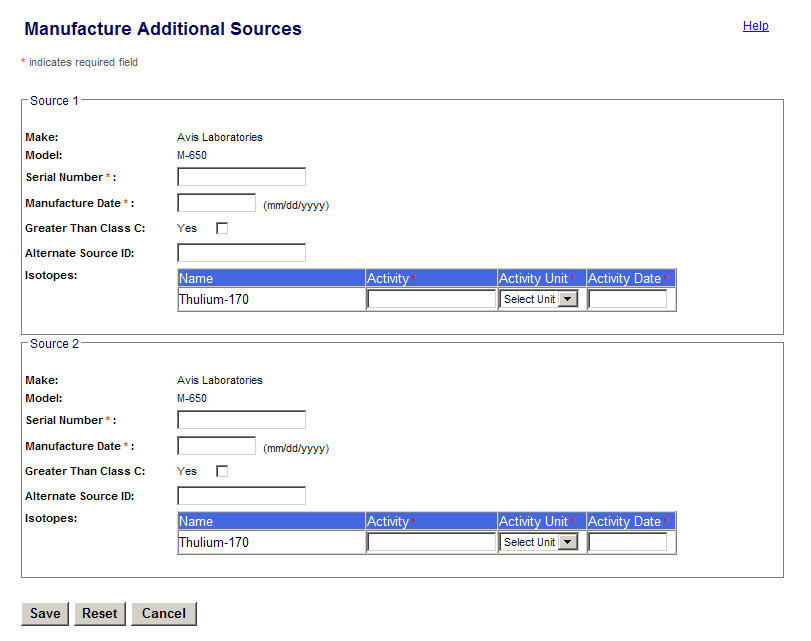 Manufacture Additional Sources
Help
* indicates required field
Source 1
Make: Avis Laboratories
Model: M-650
Serial Number * :
Manufacture Date * : (mm/dd/yyyy)
Greater Than Class C: Yes
Alternate Source ID:
Isotopes:
Name Activity * Activity Unit * Activity Date *
Thulium-170 Select Unit
Source 2
Make: Avis Laboratories
Model: M-650
Serial Number * :
Manufacture Date * : (mm/dd/yyyy)
Greater Than Class C: Yes
Alternate Source ID:
Isotopes:
Name Activity * Activity Unit * Activity Date *
Thulium-170 Select Unit
Save Reset Cancel